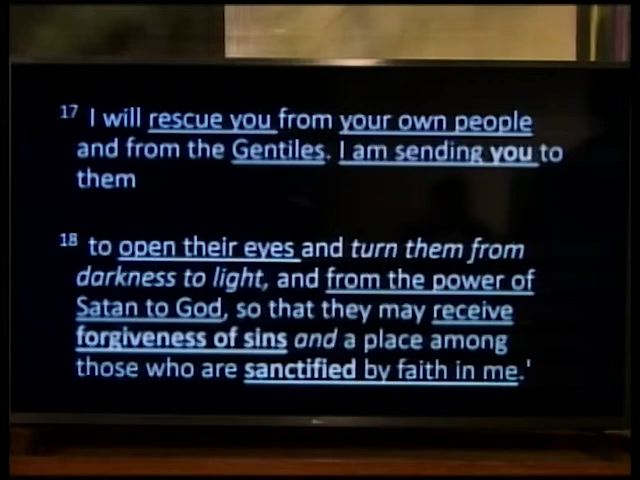 17 I will rescue you from your own people
and from the Gentiles. I am sending you to
them
18 to open their eyes and turn them from
darkness to light, and from the power of
Satan to God, so that they may receive
forgiveness of sins and a place among
those who are sanctified by faith in me.'